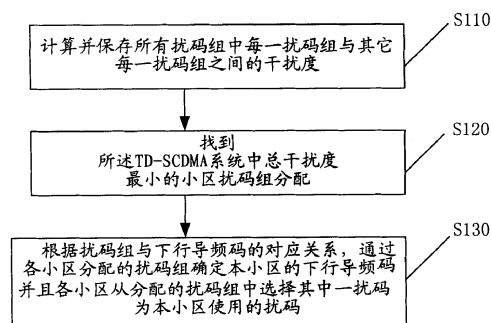 S110
计算并保存所有扰码组中每一扰码组与其它
每一扰码组之间的干扰度
S120
找到
所述TD-SCDMA系统中总干扰度
最小的小区扰码组分配
S130
根据扰码组与下行导频码的对应关系，通过
各小区分配的扰码组确定本小区的下行导频码
并且各小区从分配的扰码组中选择其中一扰码
为本小区使用的扰码